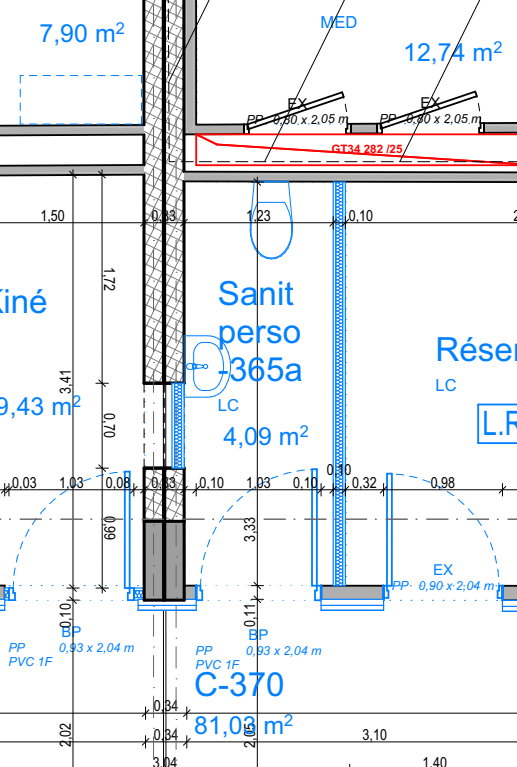 7,90 m²
MED
12,74 m²
EX
EX
PP 0,80 x 2,05 m
PP 0,80 x 2,05 m
GT34 282 /25
1,50
0,33
1,23
0,10
1,72
Sanit
perso
-365a
Kiné
Réser
LC
LC
3,41
9,43 m²
0,70
4,09 m²
L.R
0,03
1,03
0,08
0,33
0,10
1,03
0,10
0,10
0,32
0,98
0,99
3,33
EX
PP 0,90 x 2,04 m
0,10
0,11
BP
BP
PP 0,93 x 2,04 m
PVC 1F
PP 0,93 x 2,04 m
PVC 1F
C-370
0,34
81,03 m²
2,02
0,34
2,05
3,10
3,04
1,40